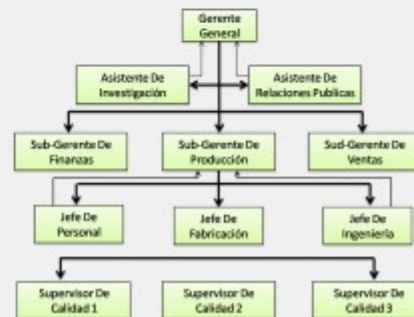 Gerente
General
Asistente De
Investigación
Asistente De
Relaciones Publicas
Sub-Gerente De
Finanzas
Sub-Gerente De
Producción
Sud-Gerente De
Ventas
Jefe De
Personal
Jefe De
Fabricación
Jefe De
Ingeniería
Supervisor De
Calidad 1
Supervisor De
Calidad 2
Supervisor De
Calidad 3